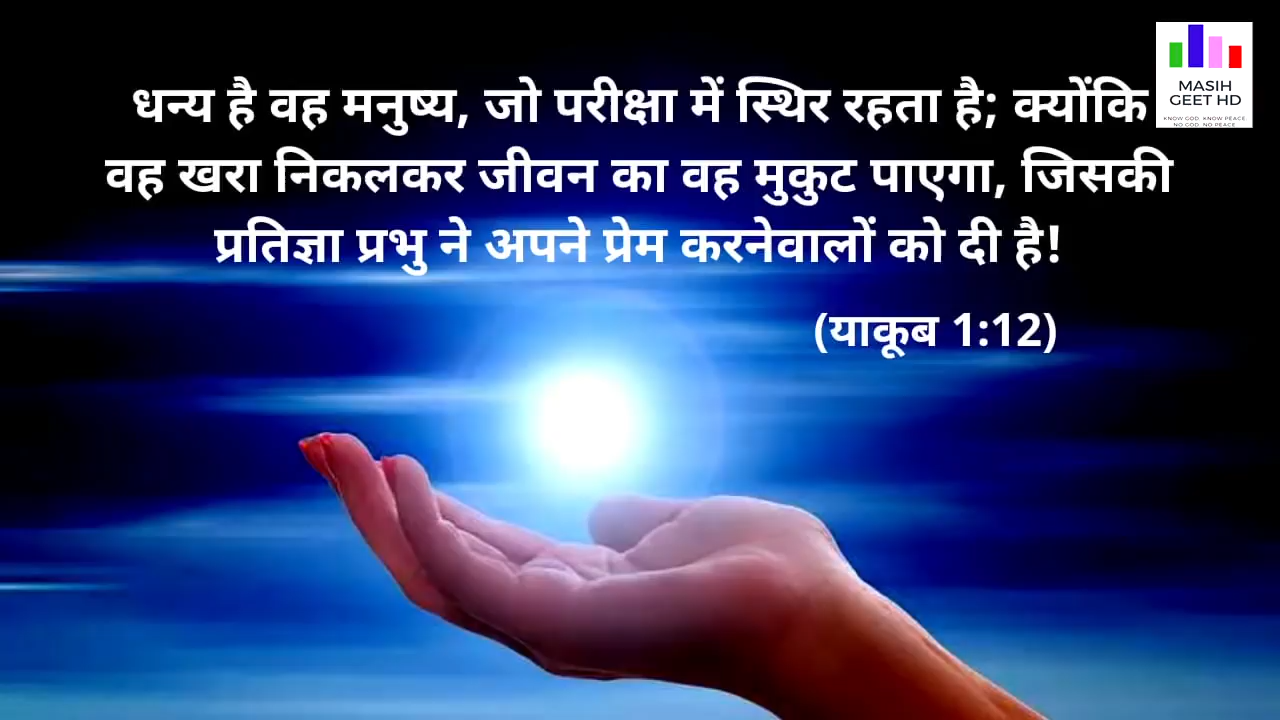 धन्य है वह मनुष्य, जो परीक्षा में स्थिर रहता है; क्योंकि
वह खरा निकलकर जीवन का वह मुकुट पाएगा, जिसकी
प्रतिज्ञा प्रभु ने अपने प्रेम करनेवालों को दी है!
(याकूब 1:12)
MASIH
GEET HD
KNOW GOD. KNOW PEACE.
NO GOD. NO PEACE.